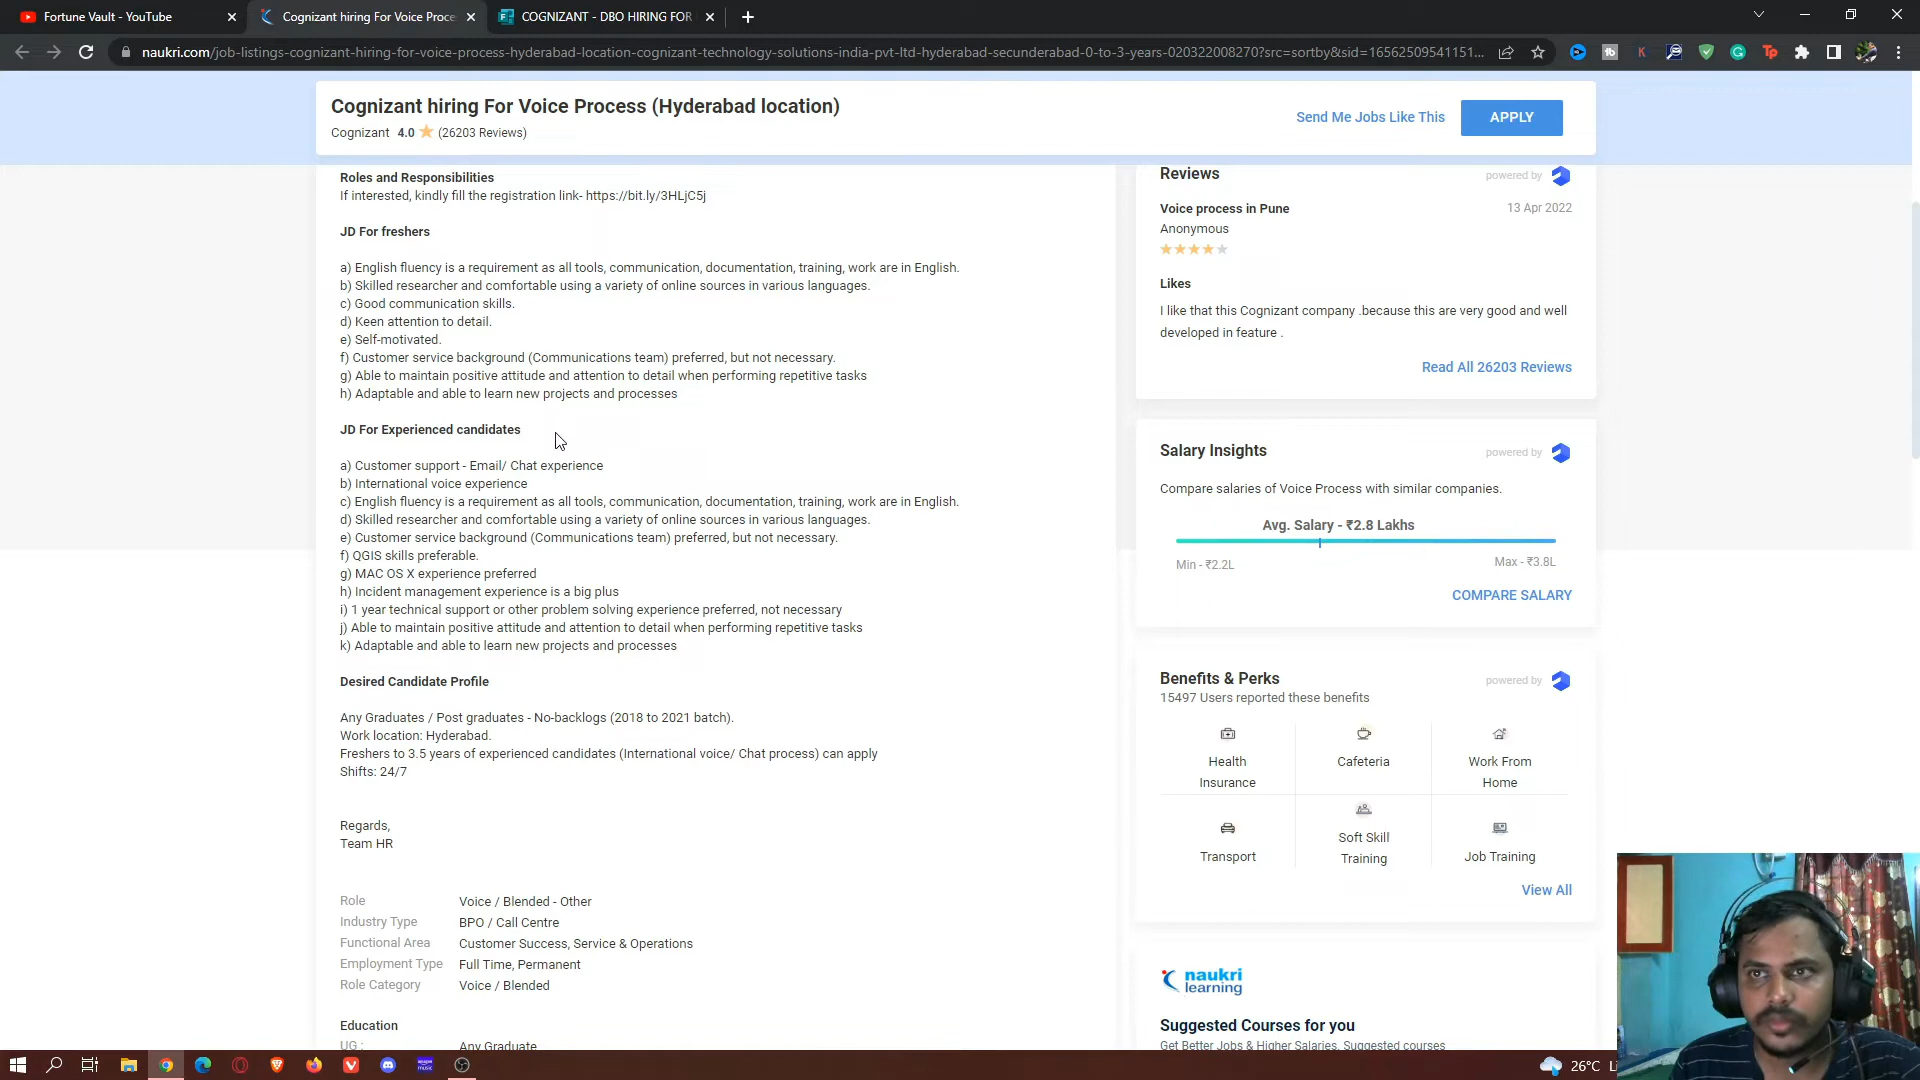 Fortune Vault - YouTube
Cognizant hiring For Voice Proce
COGNIZANT - DBO HIRING FOR
naukri.com/job-listings-cognizant-hiring-for-voice-process-hyderabad-location-cognizant-technology-solutions-india-pvt-ltd-hyderabad-secunderabad-0-to-3-years-020322008270?src=sortby&sid=16562509541151...
Cognizant hiring For Voice Process (Hyderabad location)
Cognizant 4.0 (26203 Reviews)
Send Me Jobs Like This
APPLY
Roles and Responsibilities
If interested, kindly fill the registration link- https://bit.ly/3HLjC5j
JD For freshers
a) English fluency is a requirement as all tools, communication, documentation, training, work are in English.
b) Skilled researcher and comfortable using a variety of online sources in various languages.
c) Good communication skills.
d) Keen attention to detail.
e) Self-motivated.
f) Customer service background (Communications team) preferred, but not necessary.
g) Able to maintain positive attitude and attention to detail when performing repetitive tasks
h) Adaptable and able to learn new projects and processes
JD For Experienced candidates
a) Customer support - Email/ Chat experience
b) International voice experience
c) English fluency is a requirement as all tools, communication, documentation, training, work are in English.
d) Skilled researcher and comfortable using a variety of online sources in various languages.
e) Customer service background (Communications team) preferred, but not necessary.
f) QGIS skills preferable.
g) MAC OS X experience preferred
h) Incident management experience is a big plus
i) 1 year technical support or other problem solving experience preferred, not necessary
j) Able to maintain positive attitude and attention to detail when performing repetitive tasks
k) Adaptable and able to learn new projects and processes
Desired Candidate Profile
Any Graduates / Post graduates - No-backlogs (2018 to 2021 batch).
Work location: Hyderabad.
Freshers to 3.5 years of experienced candidates (International voice/ Chat process) can apply
Shifts: 24/7
Regards,
Team HR
Role Voice / Blended - Other
Industry Type BPO / Call Centre
Functional Area Customer Success, Service & Operations
Employment Type Full Time, Permanent
Role Category Voice / Blended
Education
UG : Any Graduate
Reviews
powered by
Voice process in Pune
13 Apr 2022
Anonymous
Likes
I like that this Cognizant company .because this are very good and well
developed in feature .
Read All 26203 Reviews
Salary Insights
powered by
Compare salaries of Voice Process with similar companies.
Avg. Salary - ₹2.8 Lakhs
Min - ₹2.2L
Max - ₹3.8L
COMPARE SALARY
Benefits & Perks
powered by
15497 Users reported these benefits
Health
Insurance
Cafeteria
Work From
Home
Transport
Soft Skill
Training
Job Training
View All
naukri
learning
Suggested Courses for you
Get Better Jobs & Higher Salaries. Suggested courses
26°C